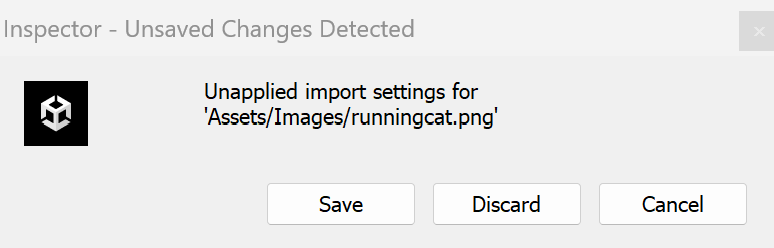 Inspector - Unsaved Changes Detected
Unapplied import settings for
'Assets/Images/runningcat.png'
Save Discard Cancel